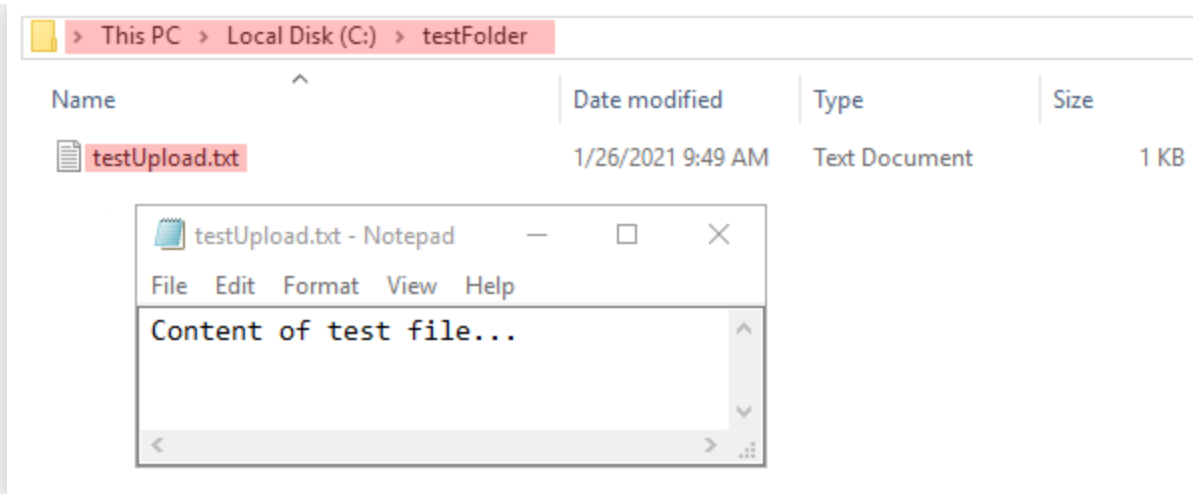 > This PC > Local Disk (C:) > testFolder
Name Date modified Type Size
testUpload.txt 1/26/2021 9:49 AM Text Document 1 KB
testUpload.txt - Notepad
File Edit Format View Help
Content of test file...